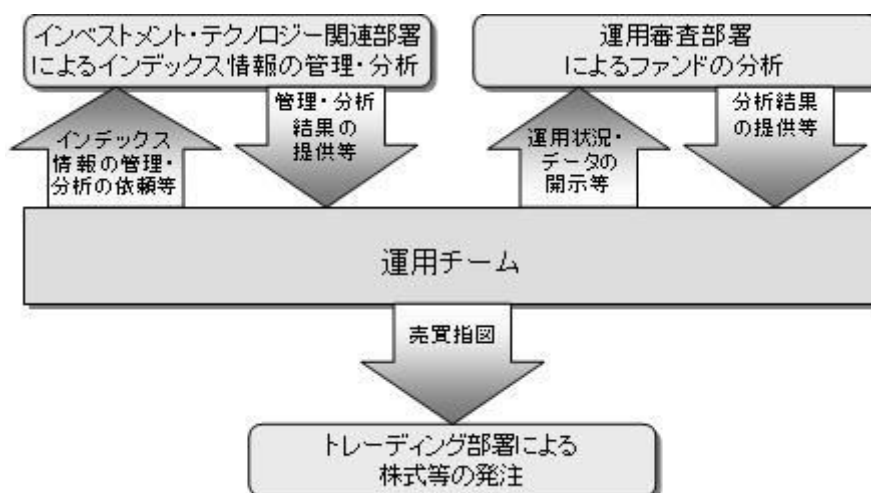 インベストメント・テクノロジー関連部署
によるインデックス情報の管理・分析
運用審査部署
によるファンドの分析
インデックス
情報の管理・
分析の依頼等
管理・分析
結果の
提供等
運用状況・
データの
開示等
分析結果
の提供等
運用チーム
売買指図
トレーディング部署による
株式等の発注